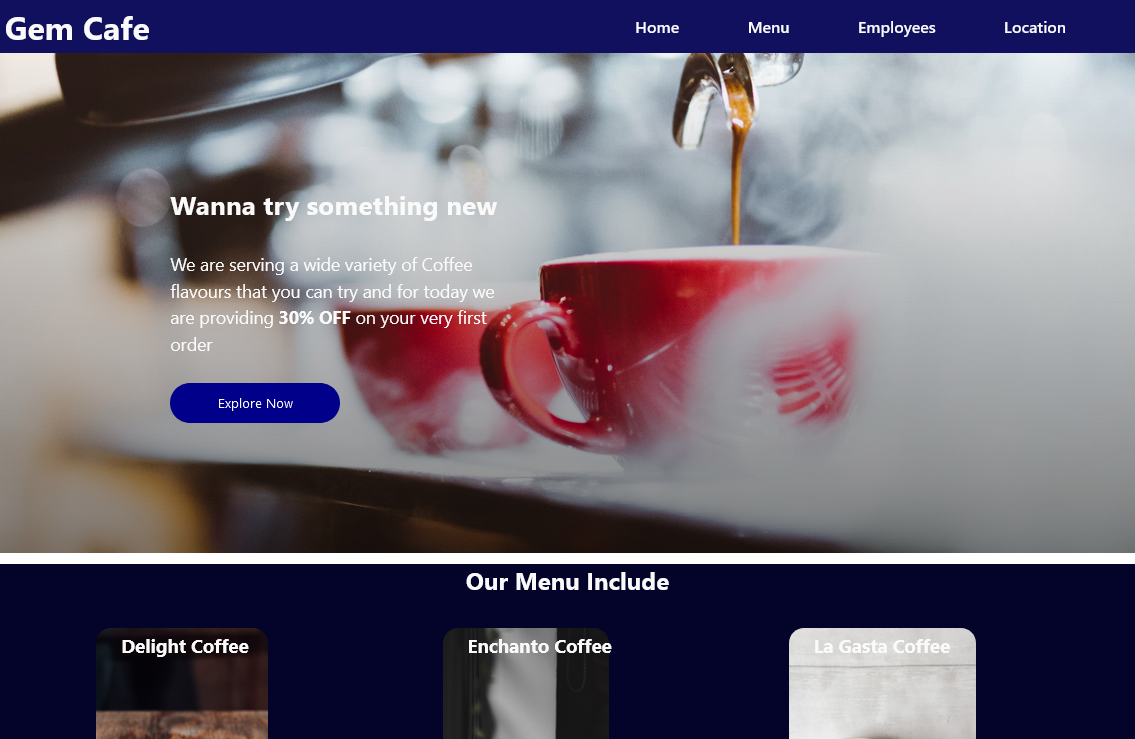 Gem Cafe
Home Menu Employees Location
Wanna try something new
We are serving a wide variety of Coffee
flavours that you can try and for today we
are providing 30% OFF on your very first
order
Explore Now
Our Menu Include
Delight Coffee
Enchanto Coffee
La Gasta Coffee